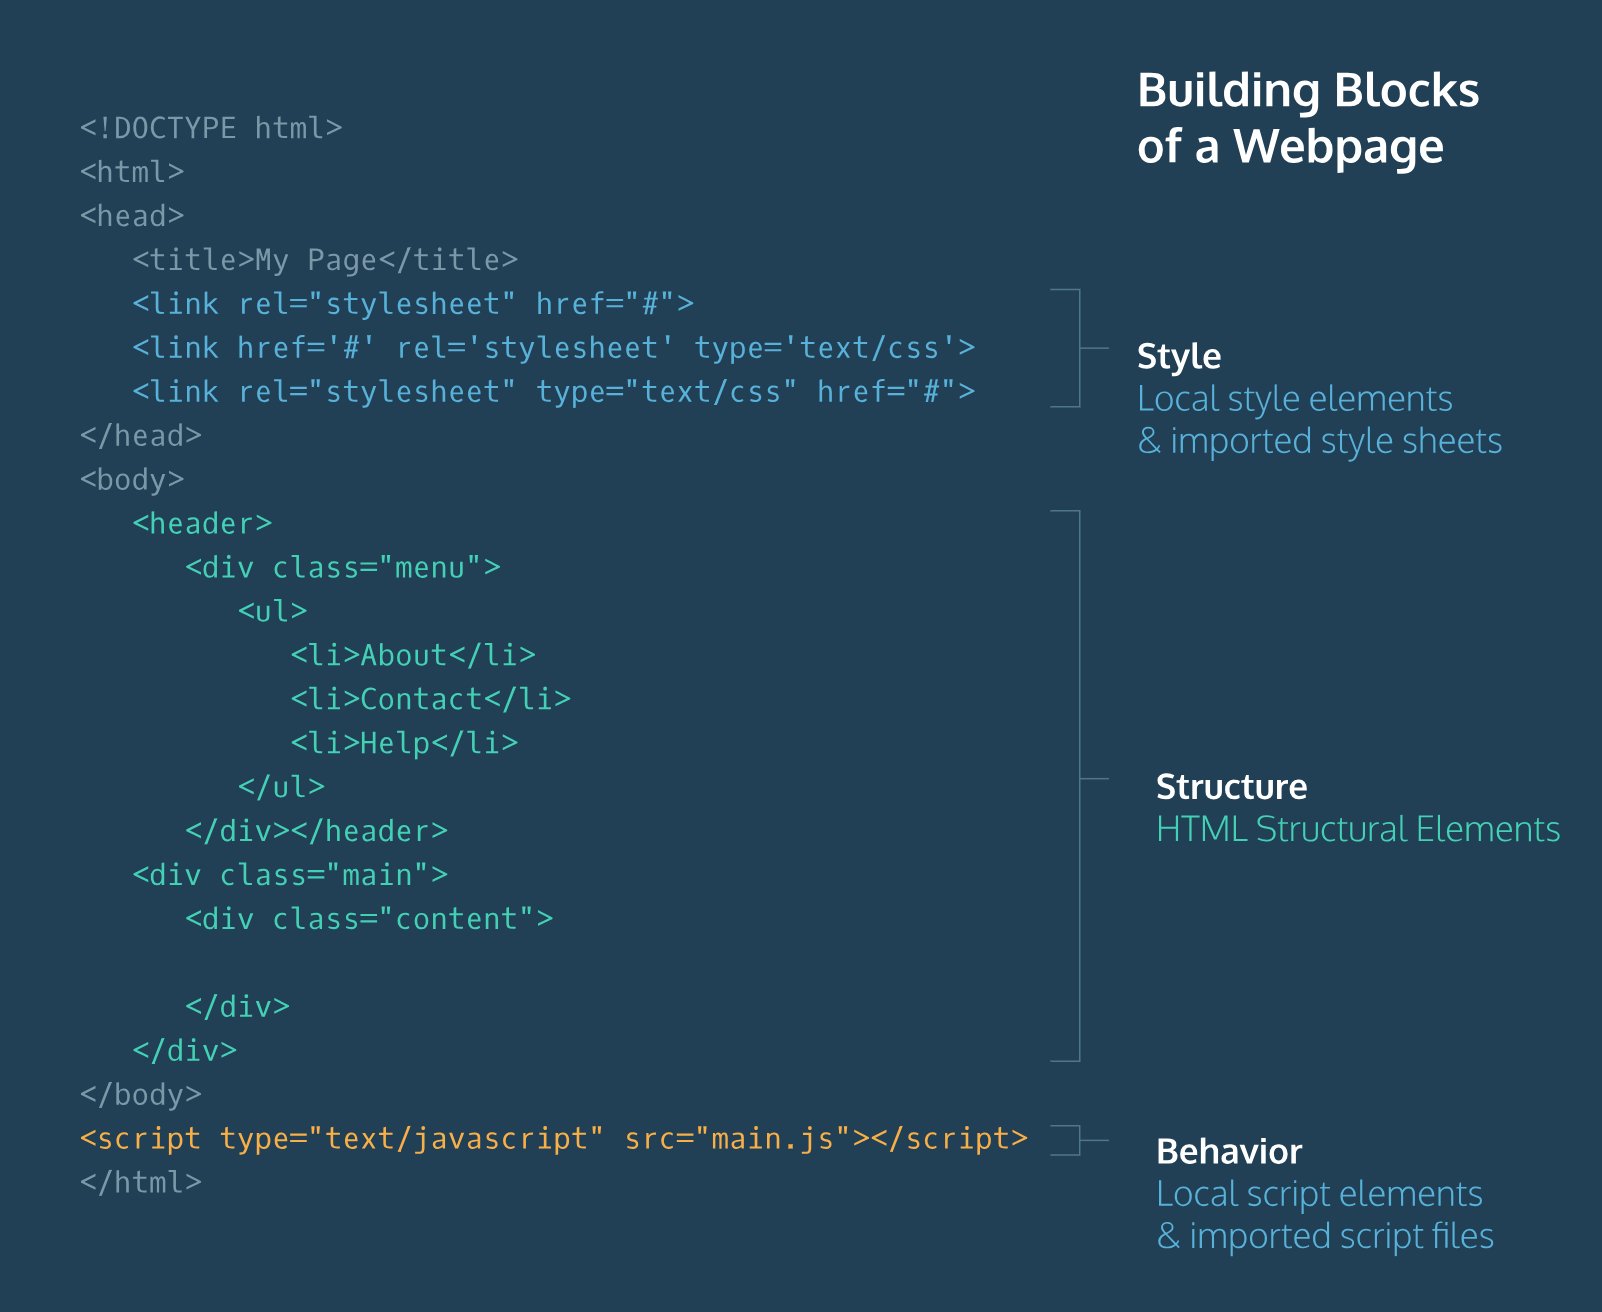 Building Blocks
of a Webpage
<!DOCTYPE html>
<html>
<head>
   <title>My Page</title>
   <link rel="stylesheet" href="#">
   <link href='#' rel='stylesheet' type='text/css'>
   <link rel="stylesheet" type="text/css" href="#">
</head>
<body>
   <header>
      <div class="menu">
         <ul>
            <li>About</li>
            <li>Contact</li>
            <li>Help</li>
         </ul>
      </div></header>
   <div class="main">
      <div class="content">

      </div>
   </div>
</body>
<script type="text/javascript" src="main.js"></script>
</html>
Style
Local style elements
& imported style sheets
Structure
HTML Structural Elements
Behavior
Local script elements
& imported script files